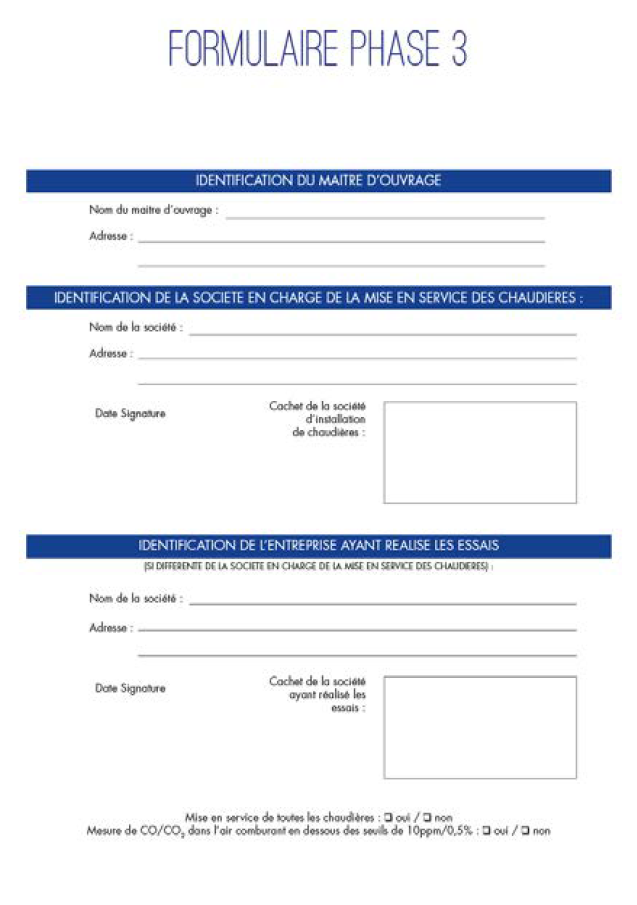 FORMULAIRE PHASE 3
IDENTIFICATION DU MAITRE D'OUVRAGE
Nom du maitre d'ouvrage :
Adresse :
IDENTIFICATION DE LA SOCIETE EN CHARGE DE LA MISE EN SERVICE DES CHAUDIERES :
Nom de la société :
Adresse :
Date Signature
Cachet de la société
d'installation
de chaudières :
IDENTIFICATION DE L'ENTREPRISE AYANT REALISE LES ESSAIS
(SI DIFFERENTE DE LA SOCIETE EN CHARGE DE LA MISE EN SERVICE DES CHAUDIERES) :
Nom de la société :
Adresse :
Date Signature
Cachet de la société
ayant réalisé les
essais :
Mise en service de toutes les chaudières : ❑ oui / ❑ non
Mesure de CO/CO₂ dans l'air comburant en dessous des seuils de 10ppm/0,5% : ❑ oui / ❑ non